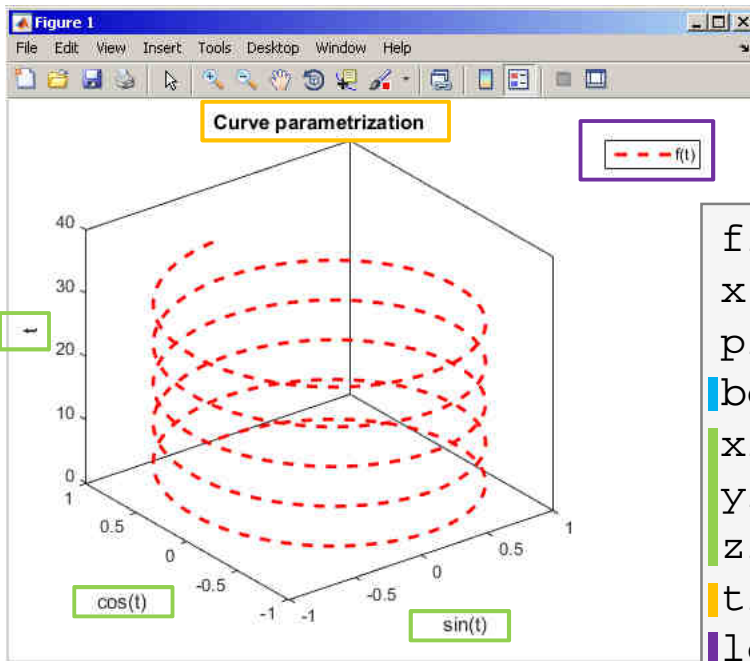 Figure 1
File Edit View Insert Tools Desktop Window Help
Curve parametrization
f(t)
40
30
20
10
0
t
1
0.5
0
-0.5
-1
cos(t)
-1
-0.5
0
0.5
1
sin(t)
f
x
p
b
x
y
z
t
l